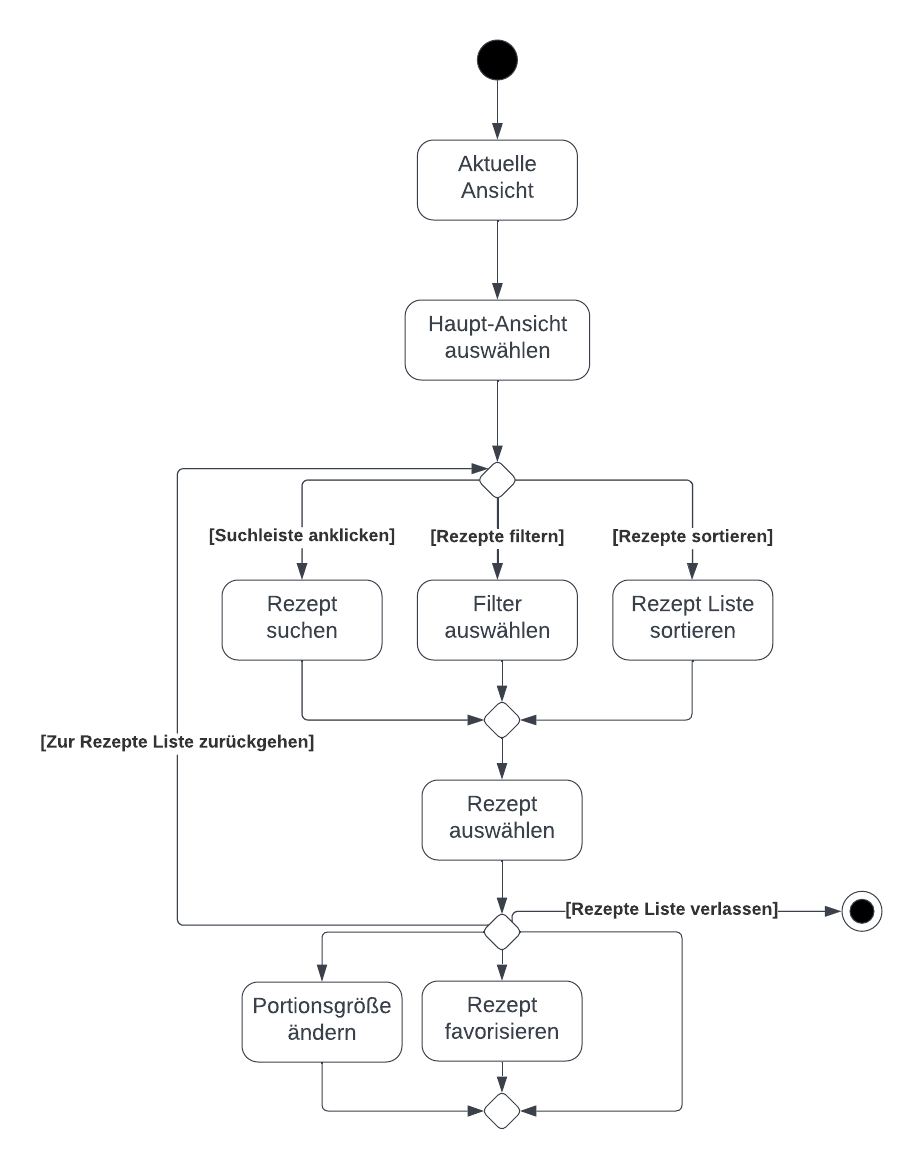 Aktuelle
Ansicht
Haupt-Ansicht
auswählen
[Suchleiste anklicken]
[Rezepte filtern]
[Rezepte sortieren]
Rezept
suchen
Filter
auswählen
Rezept Liste
sortieren
[Zur Rezepte Liste zurückgehen]
Rezept
auswählen
[Rezepte Liste verlassen]
Portionsgröße
ändern
Rezept
favorisieren